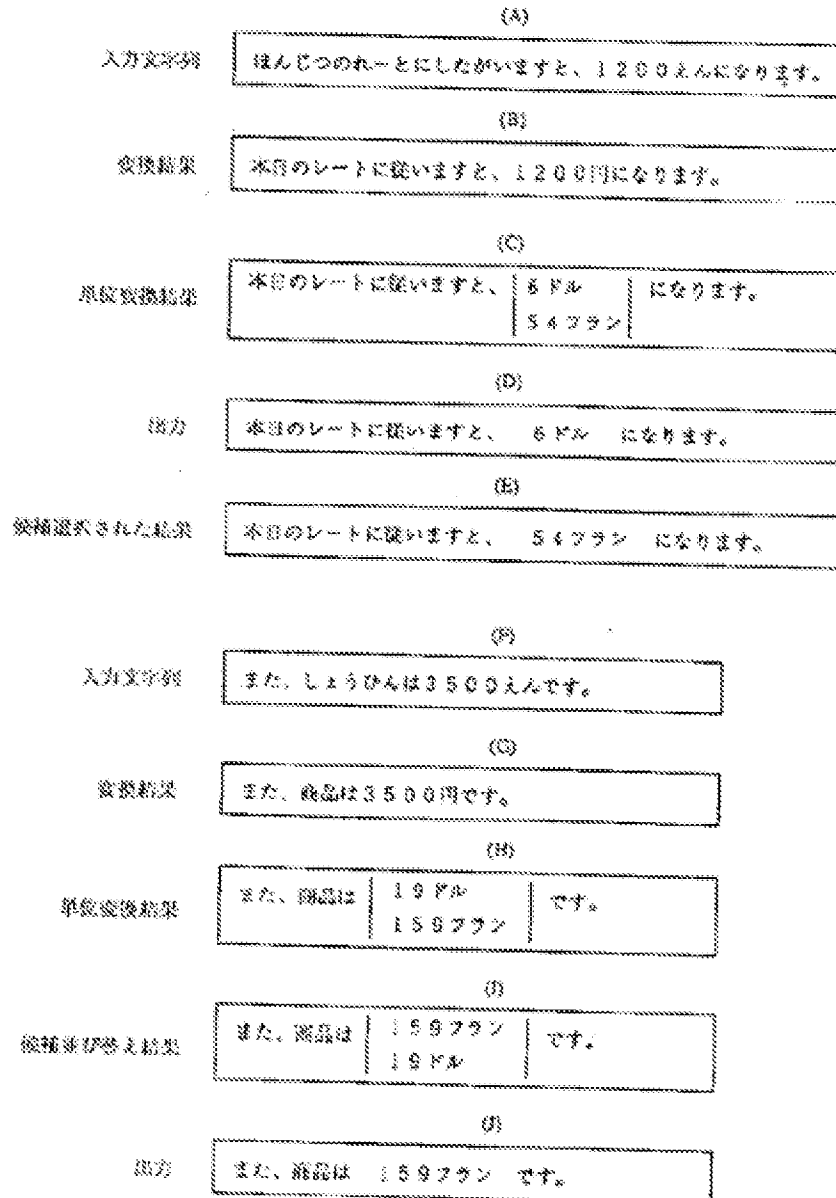 (A)
入力文字列 ほんじつのれーとにしたがいますと、1200えんになります。
(B)
変換結果 本日のレートに従いますと、1200円になります。
(C)
単位変換結果 本日のレートに従いますと、 6ドル になります。
54フラン
(D)
出力 本日のレートに従いますと、 6ドル になります。
(E)
候補選択された結果 本日のレートに従いますと、 54フラン になります。
(F)
入力文字列 また、しょうひんは3500えんです。
(G)
変換結果 また、商品は3500円です。
(H)
単位変換結果 また、商品は 19ドル です。
159フラン
(I)
候補並び替え結果 また、商品は 159フラン です。
19ドル
(J)
出力 また、商品は 159フラン です。